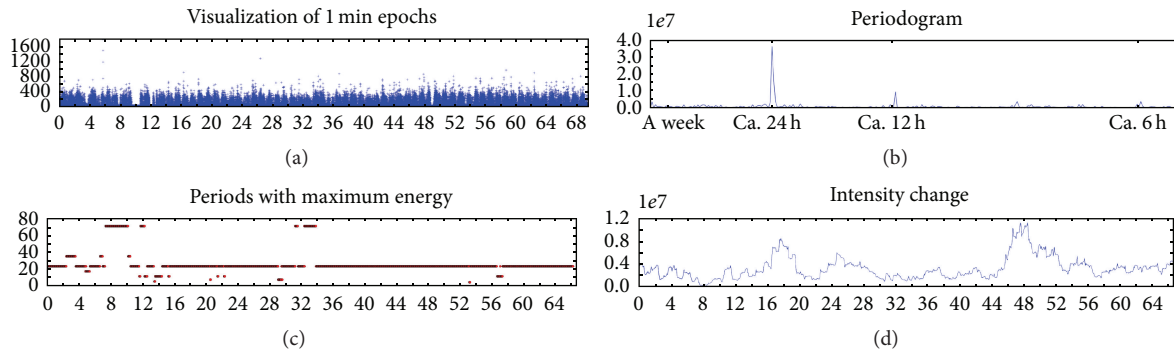 Visualization of 1 min epochs
1600
1200
800
400
0
0 4 8 12 16 20 24 28 32 36 40 44 48 52 56 60 64 68
(a)
Periodogram
1e7
4.0
3.0
2.0
1.0
0.0
A week Ca. 24 h Ca. 12 h Ca. 6 h
(b)
Periods with maximum energy
80
60
40
20
0
0 4 8 12 16 20 24 28 32 36 40 44 48 52 56 60 64
(c)
Intensity change
1e7
1.2
0.8
0.4
0.0
0 4 8 12 16 20 24 28 32 36 40 44 48 52 56 60 64
(d)